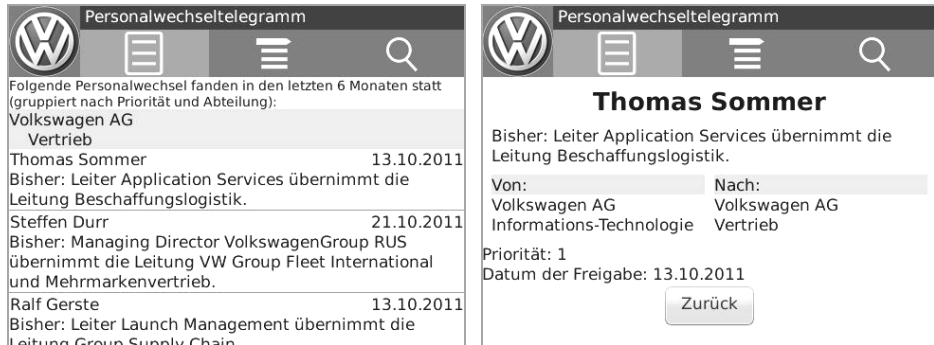 Personalwechseltelegramm
Folgende Personalwechsel fanden in den letzten 6 Monaten statt
(gruppiert nach Priorität und Abteilung):
Volkswagen AG
Vertrieb
Thomas Sommer 13.10.2011
Bisher: Leiter Application Services übernimmt die
Leitung Beschaffungslogistik.
Steffen Durr 21.10.2011
Bisher: Managing Director VolkswagenGroup RUS
übernimmt die Leitung VW Group Fleet International
und Mehrmarkenvertrieb.
Ralf Gerste 13.10.2011
Bisher: Leiter Launch Management übernimmt die
Leitung Group Supply Chain
Personalwechseltelegramm
Thomas Sommer
Bisher: Leiter Application Services übernimmt die
Leitung Beschaffungslogistik.
Von: Nach:
Volkswagen AG Volkswagen AG
Informations-Technologie Vertrieb
Priorität: 1
Datum der Freigabe: 13.10.2011
Zurück